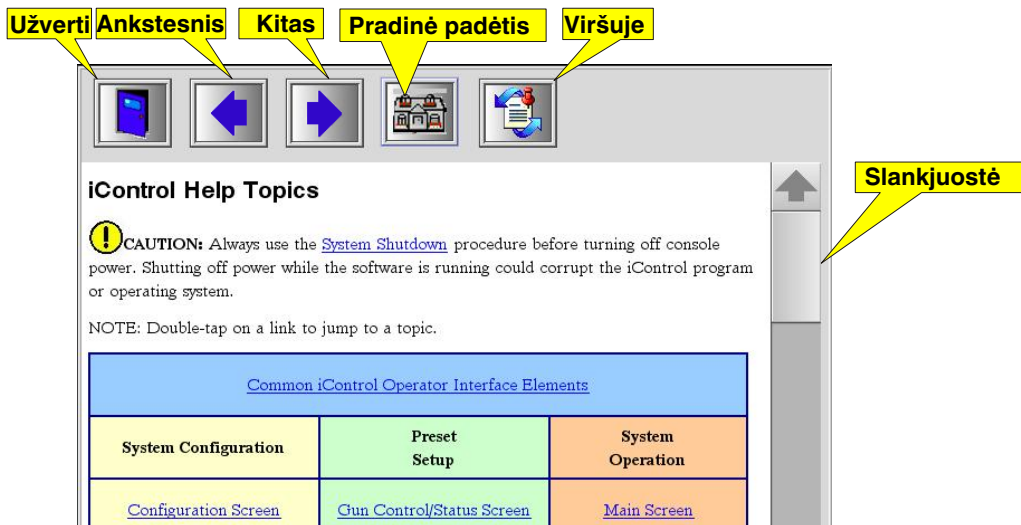 Užverti Ankstesnis Kitas Pradinė padėtis Viršuje
Slankjuostė
iControl Help Topics
CAUTION: Always use the System Shutdown procedure before turning off console
power. Shutting off power while the software is running could corrupt the iControl program
or operating system.
NOTE: Double-tap on a link to jump to a topic.
Common iControl Operator Interface Elements
System Configuration
Preset
Setup
System
Operation
Configuration Screen
Gun Control/Status Screen
Main Screen